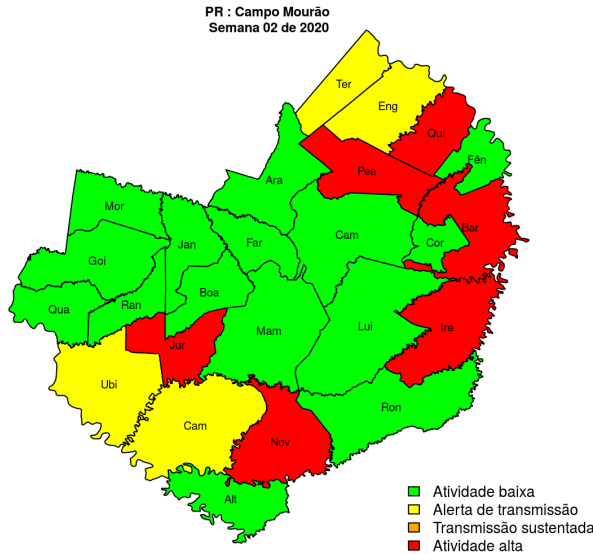 PR : Campo Mourão
Semana 02 de 2020
Ter
Eng
Qui
Fên
Pea
Ara
Mor
Bar
Cam
Jan
Far
Cor
Goi
Boa
Qua
Ran
Mam
Lui
Ire
Jur
Ubi
Ron
Cam
Nov
Alt
Atividade baixa
Alerta de transmissão
Transmissão sustentada
Atividade alta